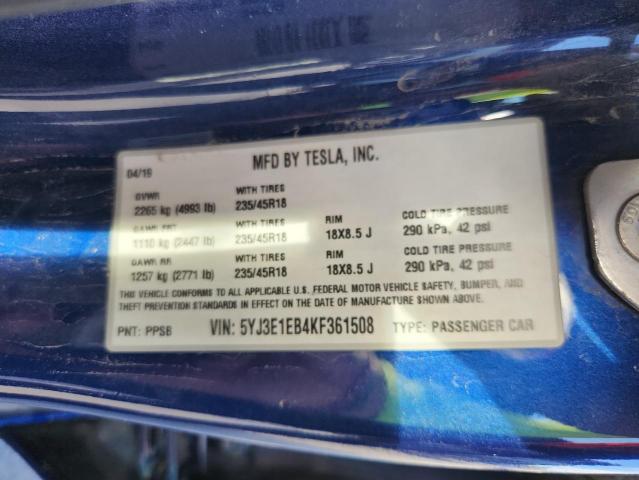 MFD BY TESLA, INC.
04/19
GVWR WITH TIRES
2265 kg (4993 lb) 235/45R18
GAWR FRT WITH TIRES RIM COLD TIRE PRESSURE
1110 kg (2447 lb) 235/45R18 18X8.5 J 290 kPa, 42 psi
GAWR RR WITH TIRES RIM COLD TIRE PRESSURE
1257 kg (2771 lb) 235/45R18 18X8.5 J 290 kPa, 42 psi
THIS VEHICLE CONFORMS TO ALL APPLICABLE U.S. FEDERAL MOTOR VEHICLE SAFETY, BUMPER, AND
THEFT PREVENTION STANDARDS IN EFFECT ON THE DATE OF MANUFACTURE SHOWN ABOVE.
PNT: PPSB VIN: 5YJ3E1EB4KF361508 TYPE: PASSENGER CAR